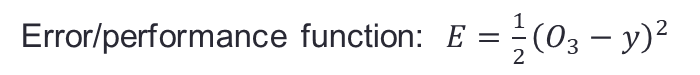 Error/performance function: E = 1/2 (O₃ − y)²